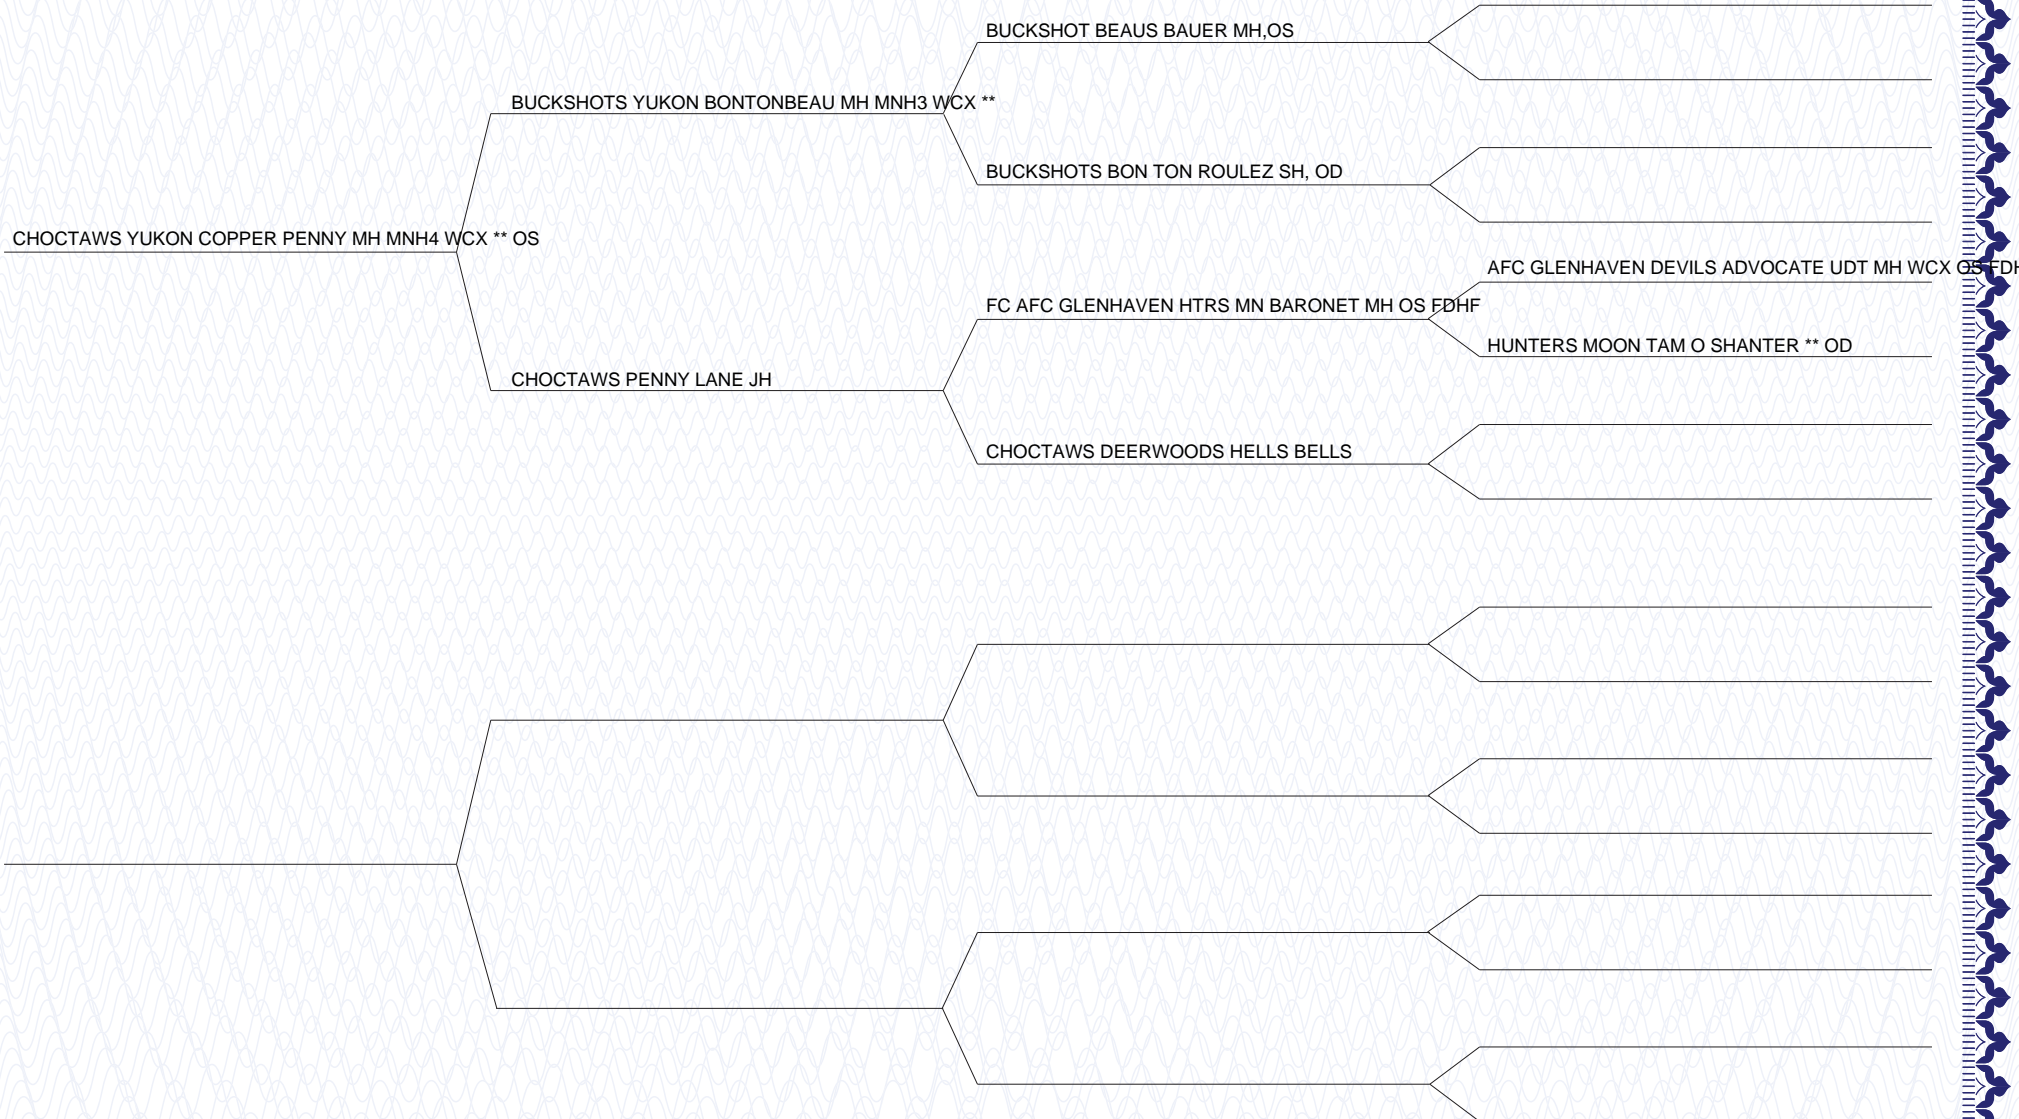 BUCKSHOT BEAUS BAUER MH,OS
BUCKSHOTS YUKON BONTONBEAU MH MNH3 WCX **
BUCKSHOTS BON TON ROULEZ SH, OD
CHOCTAWS YUKON COPPER PENNY MH MNH4 WCX ** OS
AFC GLENHAVEN DEVILS ADVOCATE UDT MH WCX OS
FC AFC GLENHAVEN HTRS MN BARONET MH OS FDHF
HUNTERS MOON TAM O SHANTER ** OD
CHOCTAWS PENNY LANE JH
CHOCTAWS DEERWOODS HELLS BELLS